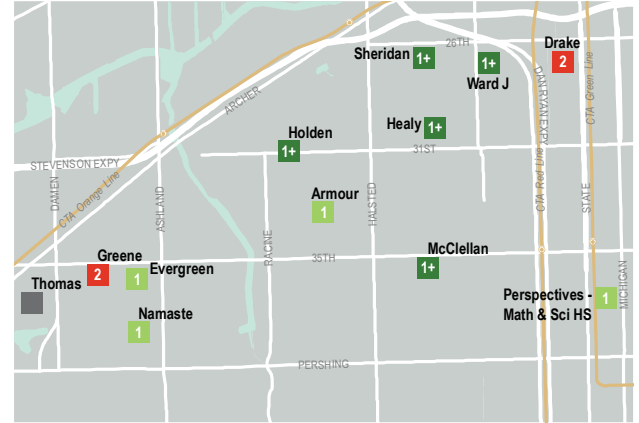 26TH
Sheridan
1+
Ward J
1+
Drake
2
CTA Green Line
DAN RYAN EXPY
ARCHER
Holden
1+
Healy
1+
31ST
STEVENSON EXPY
DAMEN
CTA Orange Line
ASHLAND
Armour
1
HALSTED
CTA Red Line
STATE
RACINE
35TH
McClellan
1+
Greene
2
Evergreen
1
Thomas
Namaste
1
Perspectives -
Math & Sci HS
1
MICHIGAN
PERSHING